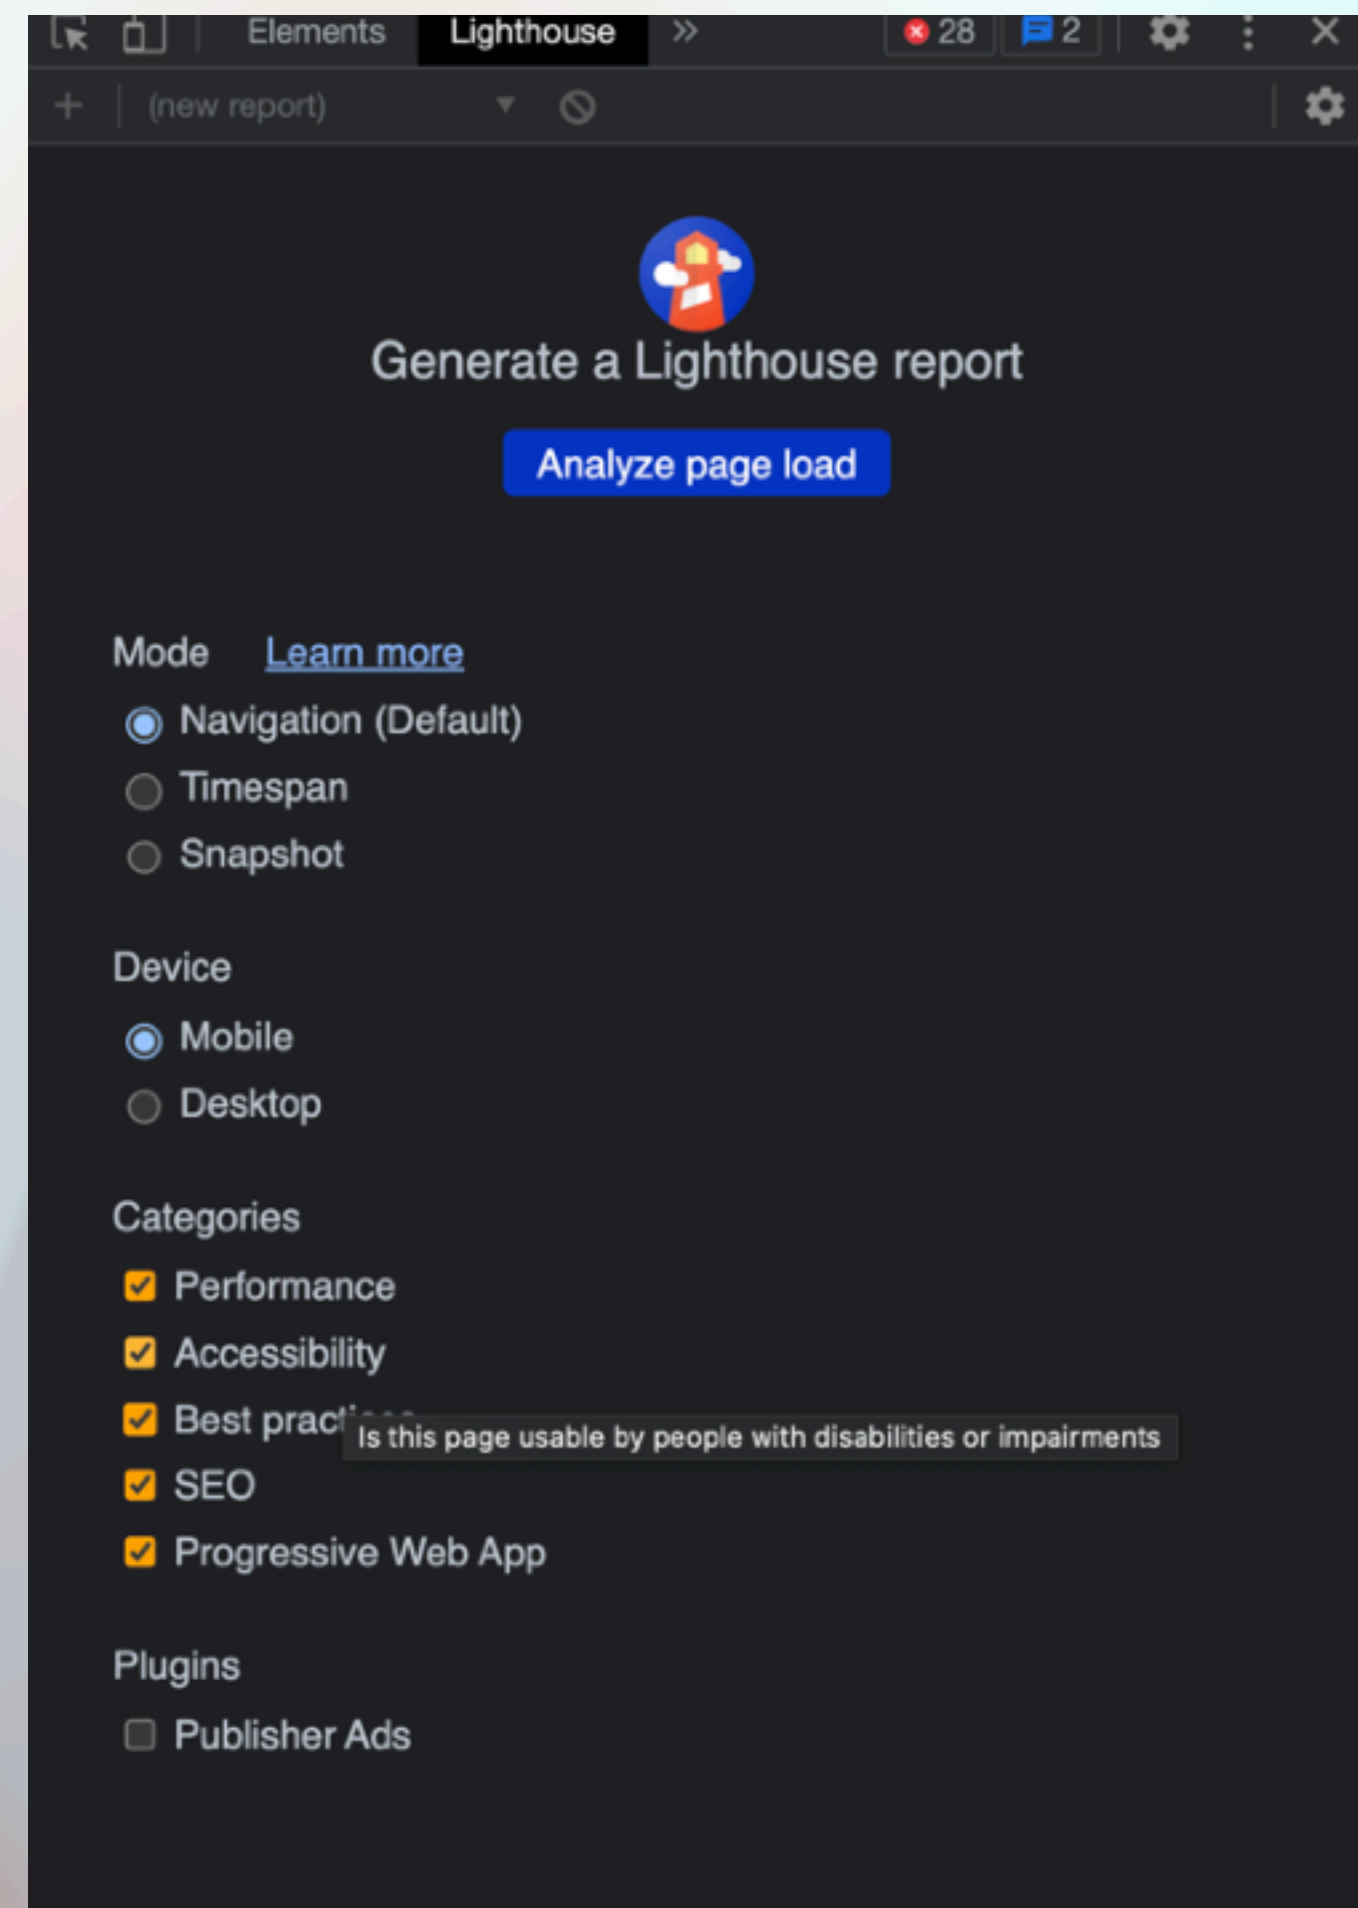 Elements Lighthouse » 28 2
(new report)
Generate a Lighthouse report
Analyze page load
Mode Learn more
Navigation (Default)
Timespan
Snapshot
Device
Mobile
Desktop
Categories
Performance
Accessibility
Best practices
Is this page usable by people with disabilities or impairments
SEO
Progressive Web App
Plugins
Publisher Ads